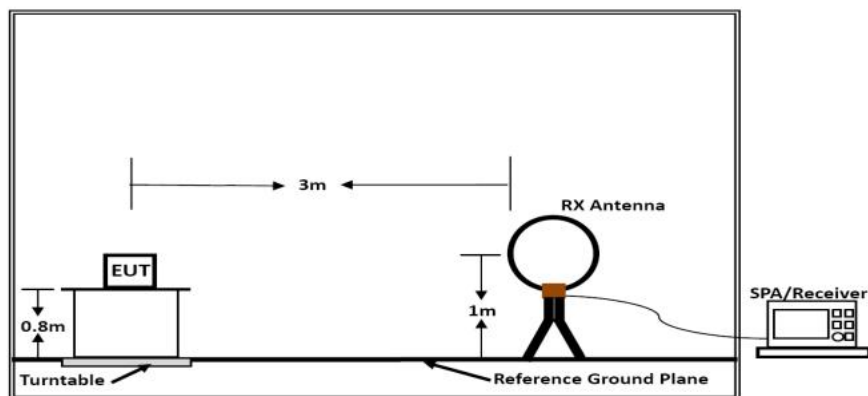 3m
RX Antenna
EUT
SPA/Receiver
0.8m
1m
Turntable
Reference Ground Plane